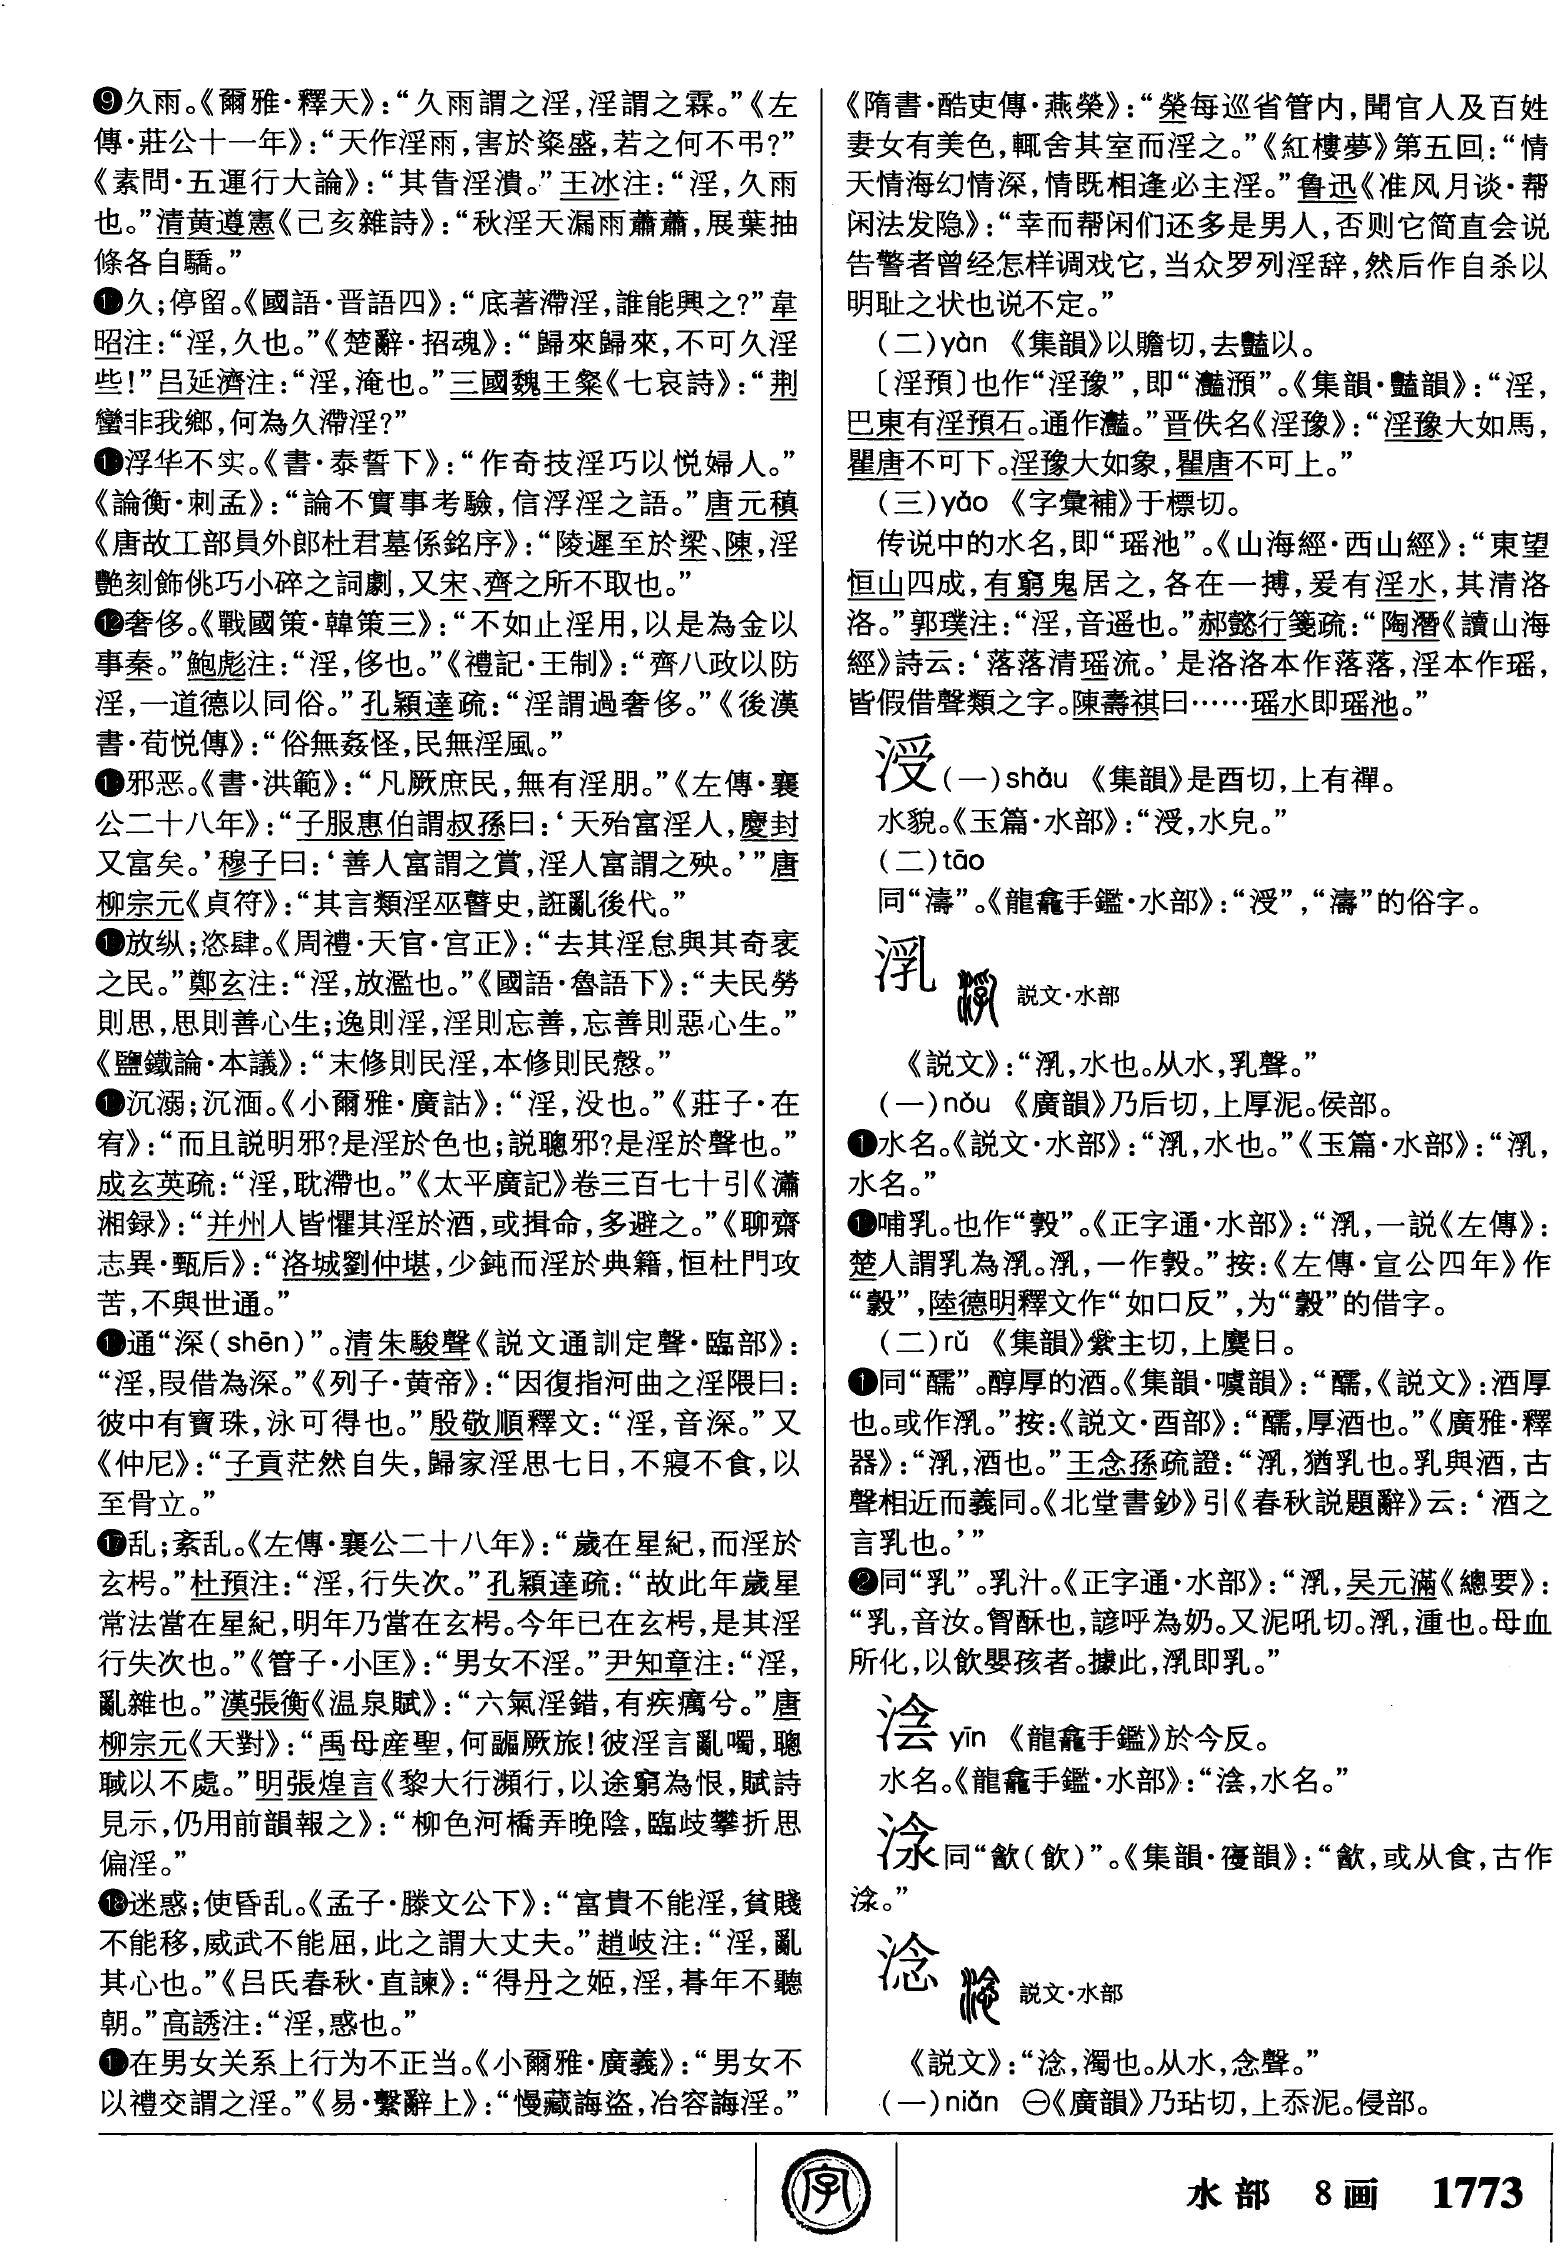 ❾久雨。《爾雅·釋天》：“久雨謂之淫，淫謂之霖。”《左
傳·莊公十一年》：“天作淫雨，害於粢盛，若之何不弔？”
《素問·五運行大論》：“其眚淫潰。”王冰注：“淫，久雨
也。”清黄遵憲《己亥雜詩》：“秋淫天漏雨蕭蕭，展葉抽
條各自驕。”
❿久；停留。《國語·晋語四》：“底著滯淫，誰能興之？”韋
昭注：“淫，久也。”《楚辭·招魂》：“歸來歸來，不可久淫
些！”吕延濟注：“淫，淹也。”三國魏王粲《七哀詩》：“荆
蠻非我鄉，何為久滯淫？”
⓫浮华不实。《書·泰誓下》：“作奇技淫巧以悦婦人。”
《論衡·刺孟》：“論不實事考驗，信浮淫之語。”唐元稹
《唐故工部員外郎杜君墓係銘序》：“陵遲至於梁、陳，淫
艷刻飾佻巧小碎之詞劇，又宋、齊之所不取也。”
⓬奢侈。《戰國策·韓策三》：“不如止淫用，以是為金以
事秦。”鮑彪注：“淫，侈也。”《禮記·王制》：“齊八政以防
淫，一道德以同俗。”孔穎達疏：“淫謂過奢侈。”《後漢
書·荀悦傳》：“俗無姦怪，民無淫風。”
⓭邪恶。《書·洪範》：“凡厥庶民，無有淫朋。”《左傳·襄
公二十八年》：“子服惠伯謂叔孫曰：‘天殆富淫人，慶封
又富矣。’穆子曰：‘善人富謂之賞，淫人富謂之殃。’”唐
柳宗元《貞符》：“其言類淫巫瞽史，誑亂後代。”
⓮放纵；恣肆。《周禮·天官·宫正》：“去其淫怠與其奇衺
之民。”鄭玄注：“淫，放濫也。”《國語·魯語下》：“夫民勞
則思，思則善心生；逸則淫，淫則忘善，忘善則惡心生。”
《鹽鐵論·本議》：“末修則民淫，本修則民慤。”
⓯沉溺；沉湎。《小爾雅·廣詁》：“淫，没也。”《莊子·在
宥》：“而且説明邪？是淫於色也；説聰邪？是淫於聲也。”
成玄英疏：“淫，耽滯也。”《太平廣記》卷三百七十引《瀟
湘録》：“并州人皆懼其淫於酒，或揖命，多避之。”《聊齋
志異·甄后》：“洛城劉仲堪，少鈍而淫於典籍，恒杜門攻
苦，不與世通。”
⓰通“深（shēn）”。清朱駿聲《説文通訓定聲·臨部》：
“淫，叚借為深。”《列子·黄帝》：“因復指河曲之淫隈曰：
彼中有寶珠，泳可得也。”殷敬順釋文：“淫，音深。”又
《仲尼》：“子貢茫然自失，歸家淫思七日，不寢不食，以
至骨立。”
⓱乱；紊乱。《左傳·襄公二十八年》：“歲在星紀，而淫於
玄枵。”杜預注：“淫，行失次。”孔穎達疏：“故此年歲星
常法當在星紀，明年乃當在玄枵。今年已在玄枵，是其淫
行失次也。”《管子·小匡》：“男女不淫。”尹知章注：“淫，
亂雜也。”漢張衡《温泉賦》：“六氣淫錯，有疾癘兮。”唐
柳宗元《天對》：“禹母産聖，何疈厥旅！彼淫言亂噣，聰
聝以不處。”明張煌言《黎大行瀕行，以途窮為恨，賦詩
見示，仍用前韻報之》：“柳色河橋弄晚陰，臨歧攀折思
偏淫。”
⓲迷惑；使昏乱。《孟子·滕文公下》：“富貴不能淫，貧賤
不能移，威武不能屈，此之謂大丈夫。”趙岐注：“淫，亂
其心也。”《吕氏春秋·直諫》：“得丹之姬，淫，朞年不聽
朝。”高誘注：“淫，惑也。”
⓳在男女关系上行为不正当。《小爾雅·廣義》：“男女不
以禮交謂之淫。”《易·繫辭上》：“慢藏誨盗，冶容誨淫。”
《隋書·酷吏傳·燕榮》：“榮每巡省管内，聞官人及百姓
妻女有美色，輒舍其室而淫之。”《紅樓夢》第五回：“情
天情海幻情深，情既相逢必主淫。”鲁迅《准风月谈·帮
闲法发隐》：“幸而帮闲们还多是男人，否则它简直会说
告警者曾经怎样调戏它，当众罗列淫辞，然后作自杀以
明耻之状也说不定。”
（二）yàn　《集韻》以贍切，去豔以。
〔淫預〕也作“淫豫”，即“灩澦”。《集韻·豔韻》：“淫，
巴東有淫預石。通作灩。”晋佚名《淫豫》：“淫豫大如馬，
瞿唐不可下。淫豫大如象，瞿唐不可上。”
（三）yáo　《字彙補》于標切。
传说中的水名，即“瑶池”。《山海經·西山經》：“東望
恒山四成，有窮鬼居之，各在一搏，爰有淫水，其清洛
洛。”郭璞注：“淫，音遥也。”郝懿行箋疏：“陶潛《讀山海
經》詩云：‘落落清瑶流。’是洛洛本作落落，淫本作瑶，
皆假借聲類之字。陳壽祺曰……瑶水即瑶池。”
涭（一）shǎu　《集韻》是酉切，上有禪。
水貌。《玉篇·水部》：“涭，水皃。”
（二）tāo
同“濤”。《龍龕手鑑·水部》：“涭”，“濤”的俗字。
㳶　説文·水部
《説文》：“㳶，水也。从水，乳聲。”
（一）nǒu　《廣韻》乃后切，上厚泥。侯部。
❶水名。《説文·水部》：“㳶，水也。”《玉篇·水部》：“㳶，
水名。”
❷哺乳。也作“㝅”。《正字通·水部》：“㳶，一説《左傳》：
楚人謂乳為㳶。㳶，一作㝅。”按：《左傳·宣公四年》作
“穀”，陸德明釋文作“如口反”，为“穀”的借字。
（二）rǔ　《集韻》繠主切，上麌日。
❶同“醹”。醇厚的酒。《集韻·噳韻》：“醹，《説文》：酒厚
也。或作㳶。”按：《説文·酉部》：“醹，厚酒也。”《廣雅·釋
器》：“㳶，酒也。”王念孫疏證：“㳶，猶乳也。乳與酒，古
聲相近而義同。《北堂書鈔》引《春秋説題辭》云：‘酒之
言乳也。’”
❷同“乳”。乳汁。《正字通·水部》：“㳶，吴元滿《總要》：
“乳，音汝。胷酥也，諺呼為奶。又泥吼切。㳶，湩也。母血
所化，以飲嬰孩者。據此，㳶即乳。”
侌 yīn　《龍龕手鑑》於今反。
水名。《龍龕手鑑·水部》：“　，水名。”
㳄同“㱃（飲）”。《集韻·𡪢韻》：“㱃，或从食，古作
　。”
淰　説文·水部
《説文》：“淰，濁也。从水，念聲。”
（一）niǎn　㊀《廣韻》乃玷切，上忝泥。侵部。
字
水部　8画　1773